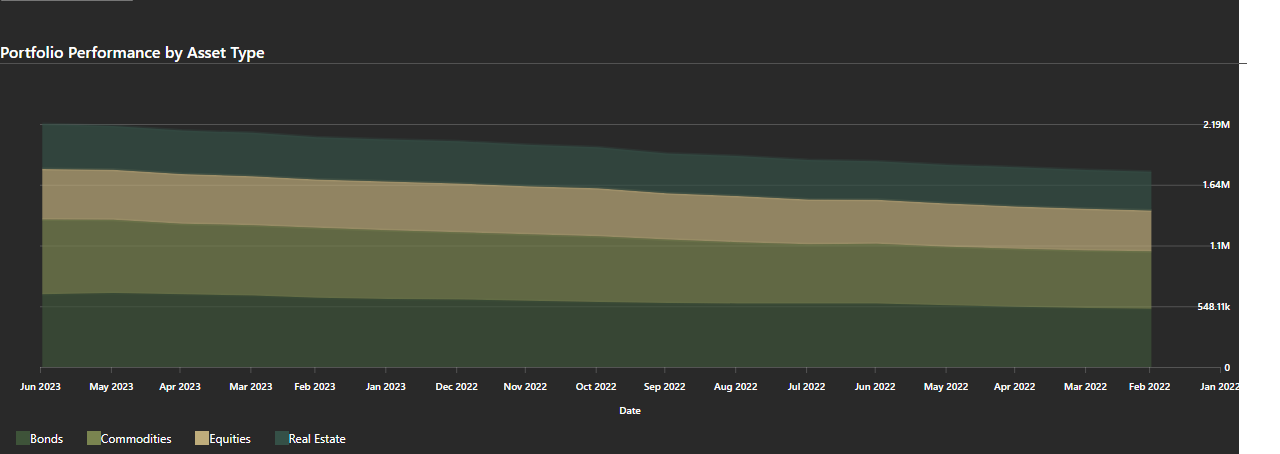 Portfolio Performance by Asset Type
2.19M
1.64M
1.1M
548.11k
0
Jun 2023 May 2023 Apr 2023 Mar 2023 Feb 2023 Jan 2023 Dec 2022 Nov 2022 Oct 2022 Sep 2022 Aug 2022 Jul 2022 Jun 2022 May 2022 Apr 2022 Mar 2022 Feb 2022 Jan 2022
Date
Bonds Commodities Equities Real Estate